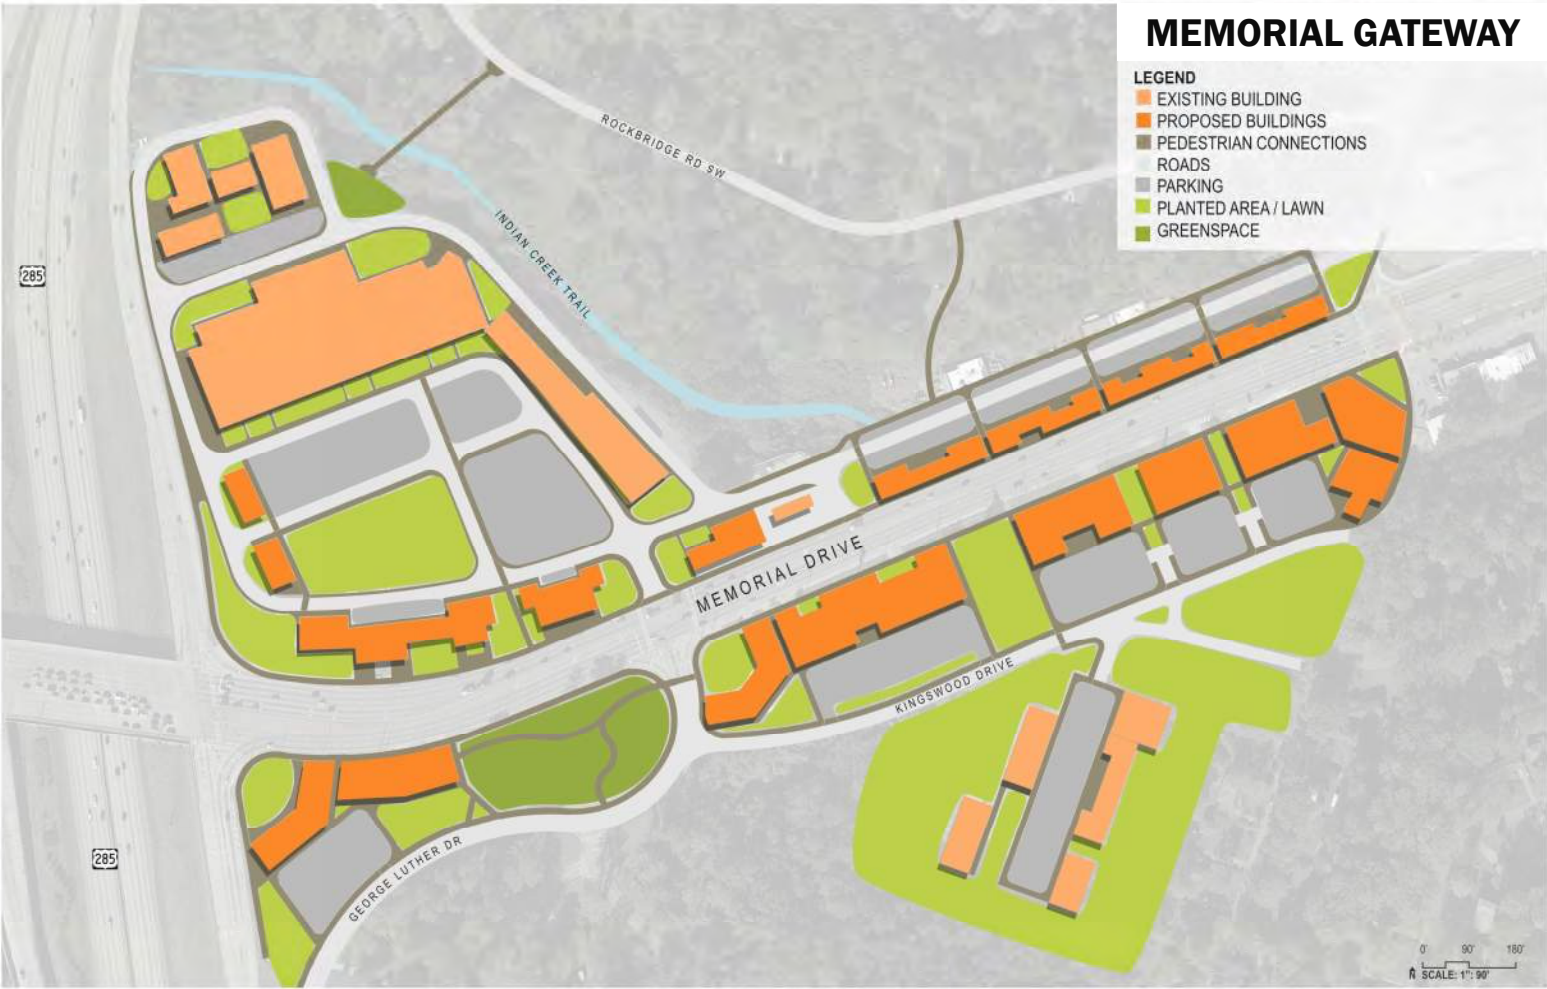 MEMORIAL GATEWAY
LEGEND
EXISTING BUILDING
PROPOSED BUILDINGS
PEDESTRIAN CONNECTIONS
ROADS
PARKING
PLANTED AREA / LAWN
GREENSPACE
ROCKBRIDGE RD SW
INDIAN CREEK TRAIL
285
MEMORIAL DRIVE
KINGSWOOD DRIVE
GEORGE LUTHER DR
285
0' 90' 180'
N SCALE: 1": 90'